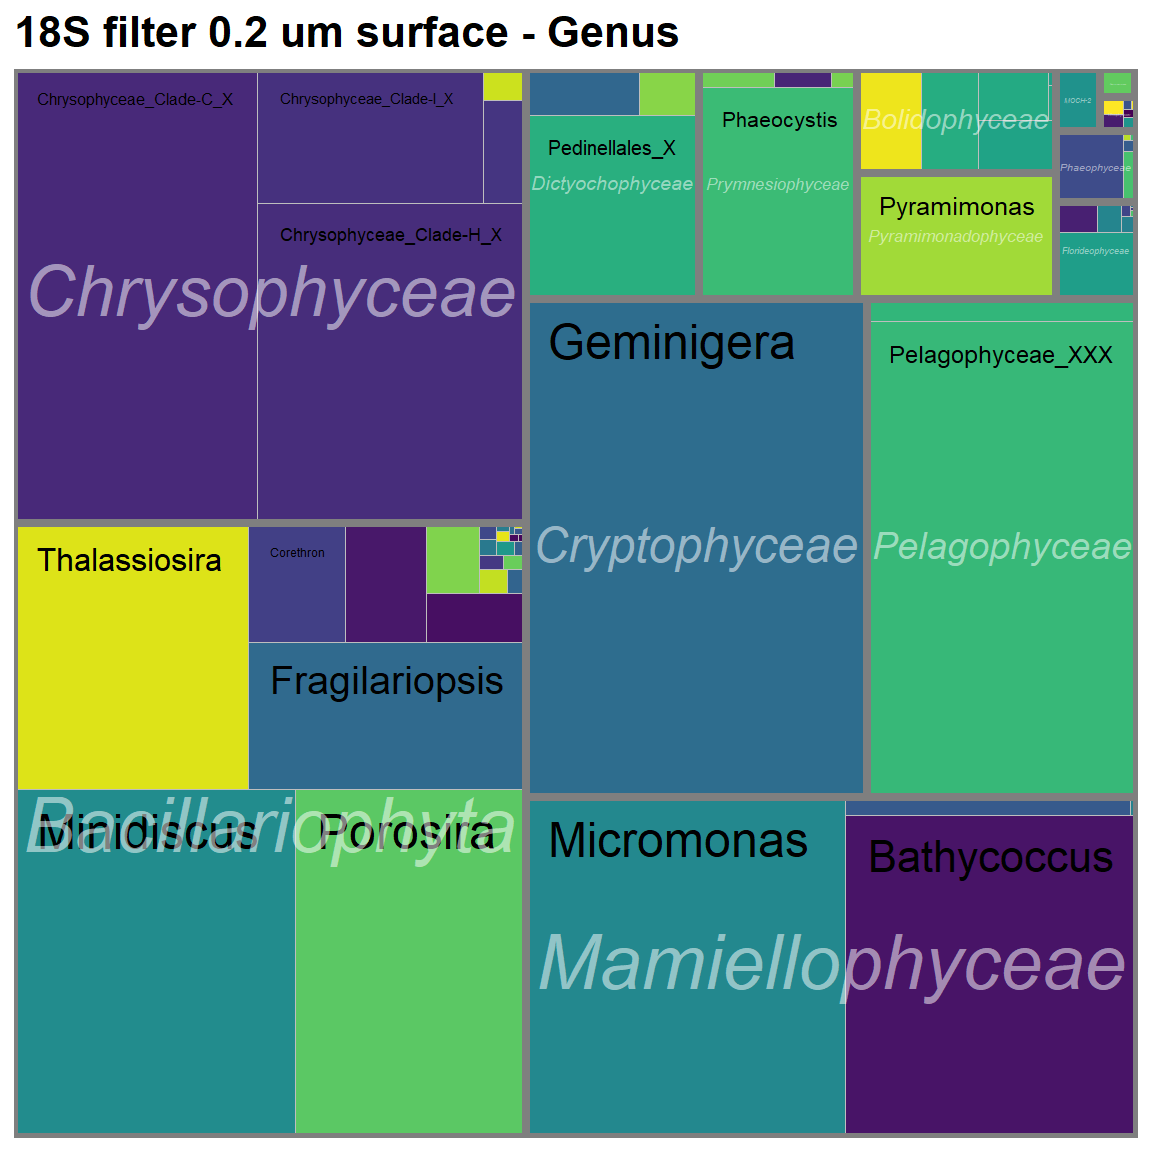 18S filter 0.2 um surface - Genus
Chrysophyceae_Clade-C_X
Chrysophyceae_Clade-I_X
Chrysophyceae_Clade-H_X
Chrysophyceae
Thalassiosira
Corethron
Fragilariopsis
Bacillariophyta
Minidiscus
Porosira
Pedinellales_X
Dictyochophyceae
Phaeocystis
Prymnesiophyceae
Bolidophyceae
Pyramimonas
Pyramimonadophyceae
MOCH-2
Phaeophyceae
Florideophyceae
Geminigera
Cryptophyceae
Pelagophyceae_XXX
Pelagophyceae
Micromonas
Bathycoccus
Mamiellophyceae